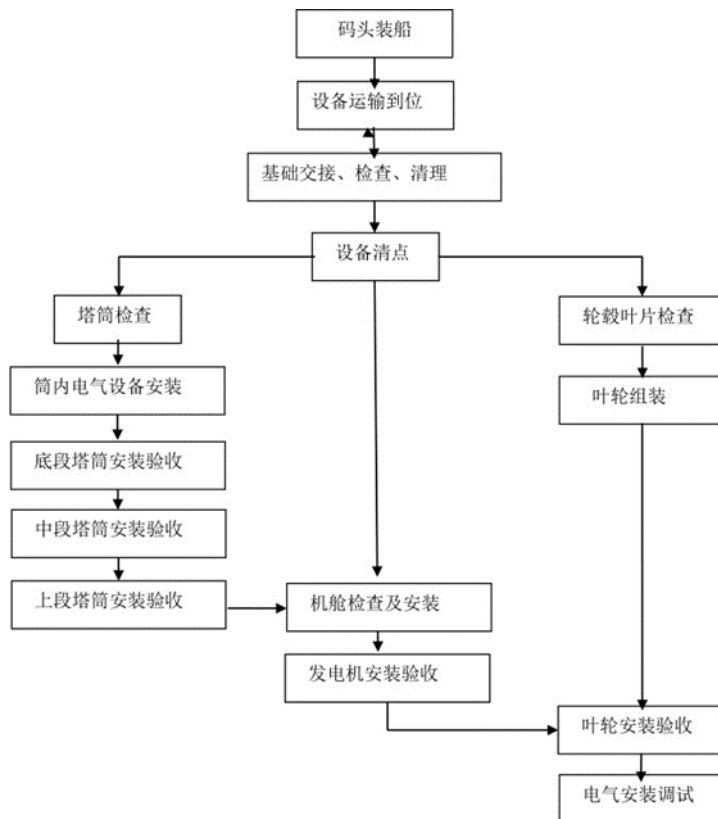 码头装船
设备运输到位
基础交接、检查、清理
设备清点
塔筒检查
轮毂叶片检查
筒内电气设备安装
叶轮组装
底段塔筒安装验收
中段塔筒安装验收
上段塔筒安装验收
机舱检查及安装
发电机安装验收
叶轮安装验收
电气安装调试